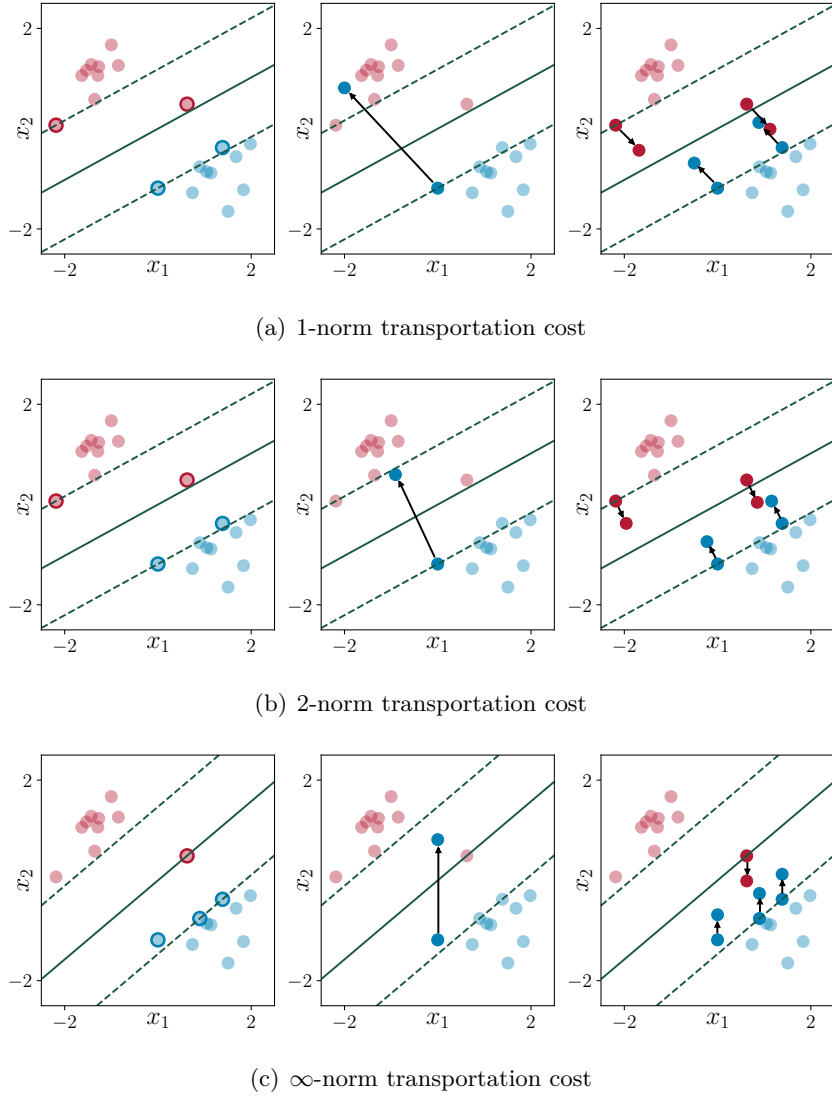 2 2 2
x2 x2 x2
−2 −2 −2
−2 x1 2 −2 x1 2 −2 x1 2
(a) 1-norm transportation cost
2 2 2
x2 x2 x2
−2 −2 −2
−2 x1 2 −2 x1 2 −2 x1 2
(b) 2-norm transportation cost
2 2 2
x2 x2 x2
−2 −2 −2
−2 x1 2 −2 x1 2 −2 x1 2
(c) ∞-norm transportation cost